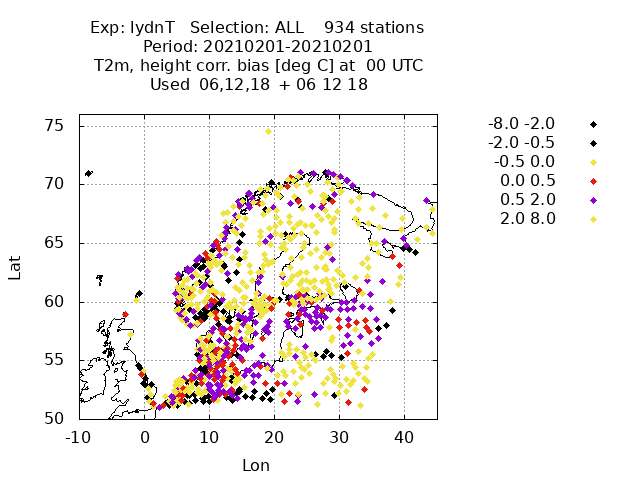 Exp: IydnT Selection: ALL 934 stations
Period: 20210201-20210201
T2m, height corr. bias [deg C] at 00 UTC
Used 06,12,18 + 06 12 18
-8.0 -2.0
-2.0 -0.5
-0.5 0.0
0.0 0.5
0.5 2.0
2.0 8.0
75
70
65
60
55
50
Lat
-10 0 10 20 30 40
Lon